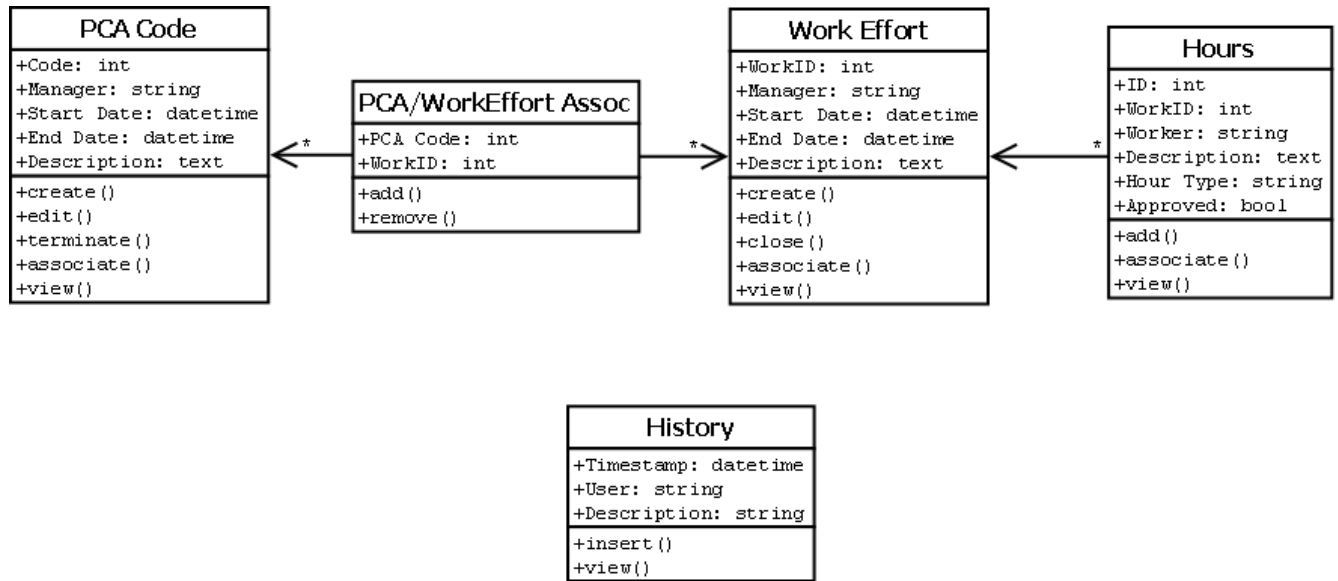 PCA Code
+Code: int
+Manager: string
+Start Date: datetime
+End Date: datetime
+Description: text
+create()
+edit()
+terminate()
+associate()
+view()
*
PCA/WorkEffort Assoc
+PCA Code: int
+WorkID: int
+add()
+remove()
*
Work Effort
+WorkID: int
+Manager: string
+Start Date: datetime
+End Date: datetime
+Description: text
+create()
+edit()
+close()
+associate()
+view()
*
Hours
+ID: int
+WorkID: int
+Worker: string
+Description: text
+Hour Type: string
+Approved: bool
+add()
+associate()
+view()
History
+Timestamp: datetime
+User: string
+Description: string
+insert()
+view()